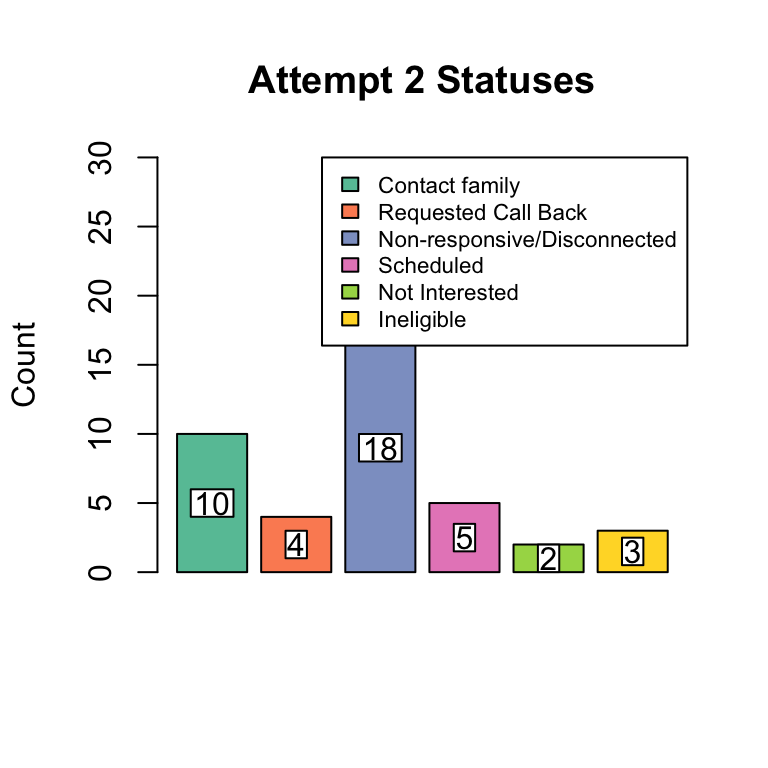 Attempt 2 Statuses
Count
30
25
20
15
10
5
0
Contact family
Requested Call Back
Non-responsive/Disconnected
Scheduled
Not Interested
Ineligible
10
4
18
5
2
3